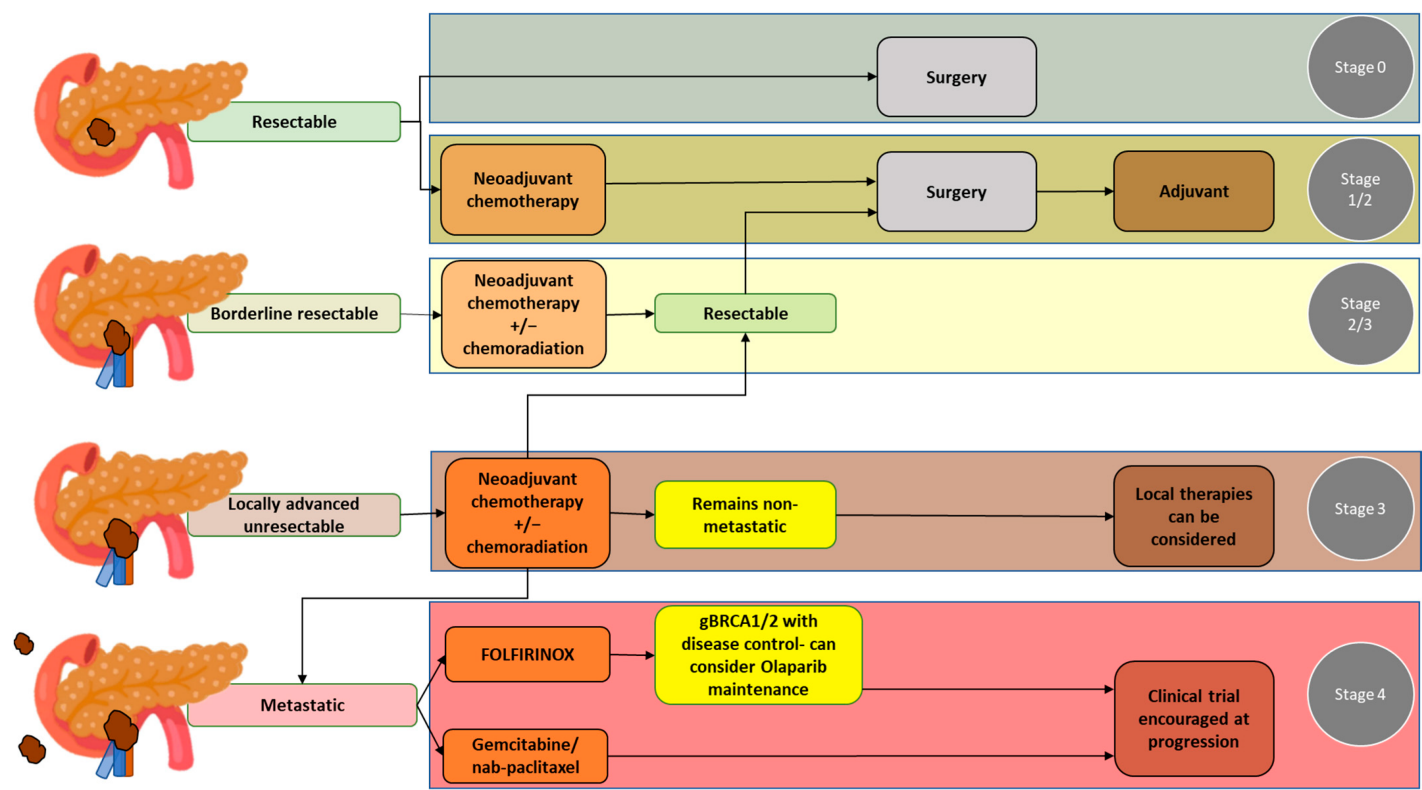 Surgery
Stage 0
Resectable
Neoadjuvant
chemotherapy
Surgery
Adjuvant
Stage
1/2
Borderline resectable
Neoadjuvant
chemotherapy
+/−
chemoradiation
Resectable
Stage
2/3
Locally advanced
unresectable
Neoadjuvant
chemotherapy
+/−
chemoradiation
Remains non-
metastatic
Local therapies
can be
considered
Stage 3
Metastatic
FOLFIRINOX
gBRCA1/2 with
disease control- can
consider Olaparib
maintenance
Gemcitabine/
nab-paclitaxel
Clinical trial
encouraged at
progression
Stage 4